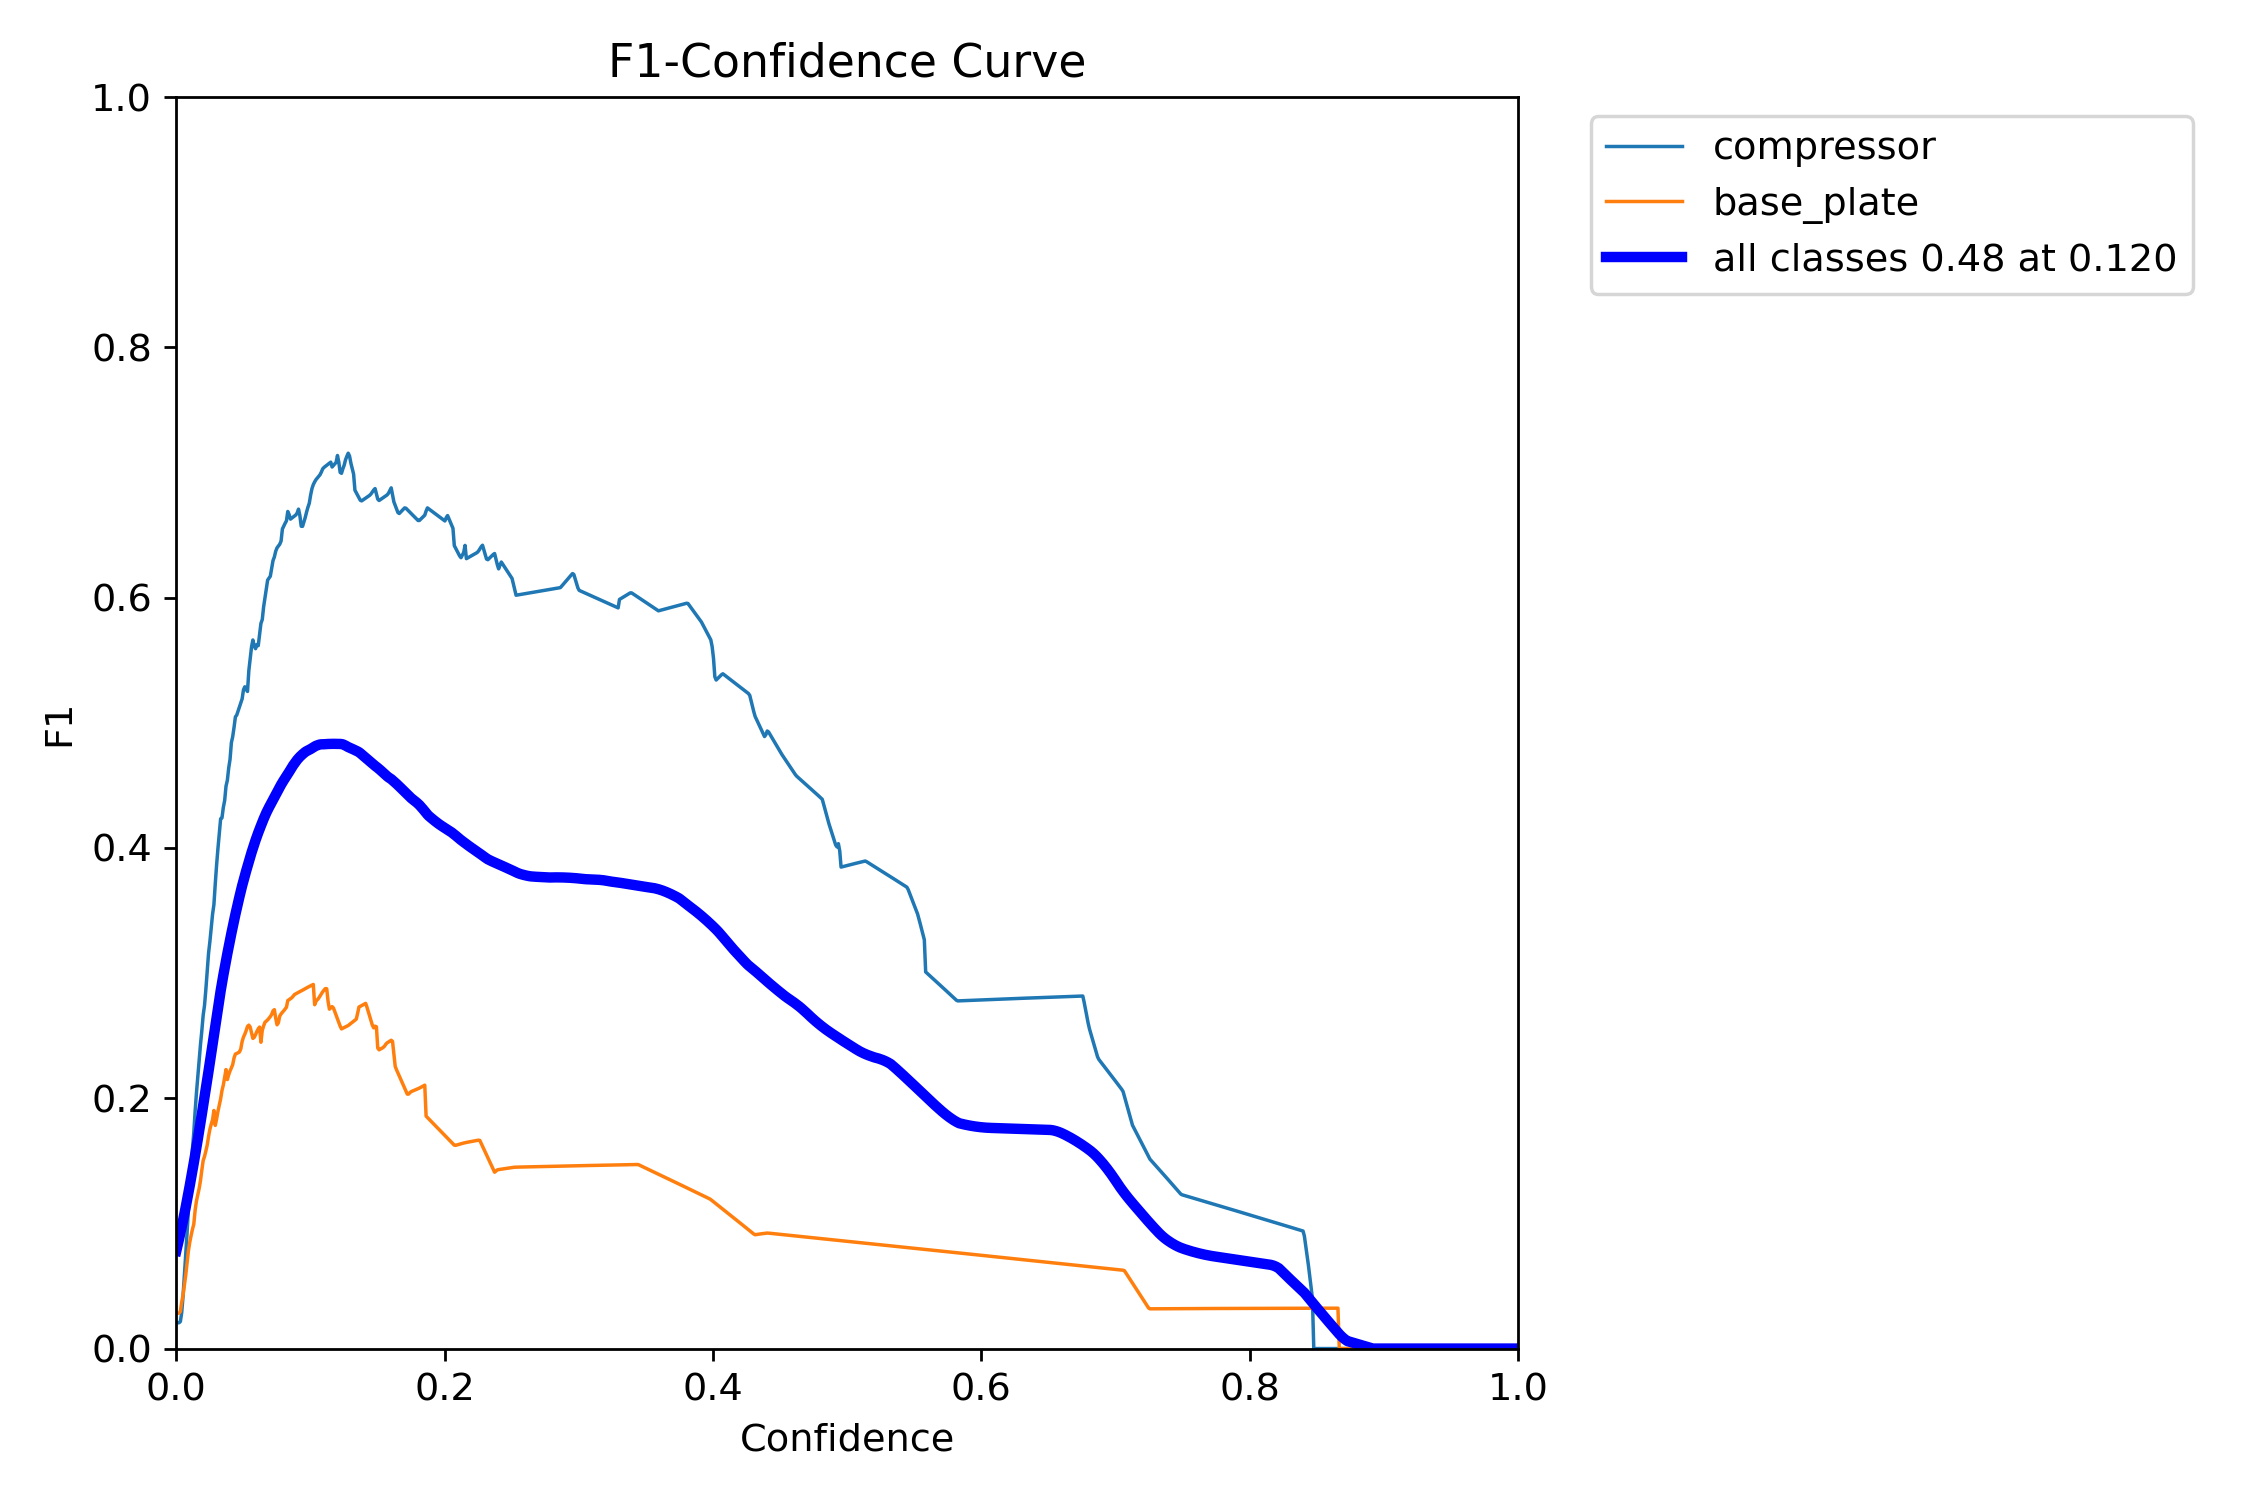 F1-Confidence Curve
1.0
0.8
0.6
0.4
0.2
0.0
F1
0.0 0.2 0.4 0.6 0.8 1.0
Confidence
compressor
base_plate
all classes 0.48 at 0.120